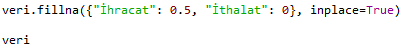 veri.fillna({"İhracat": 0.5, "İthalat": 0}, inplace=True)
veri